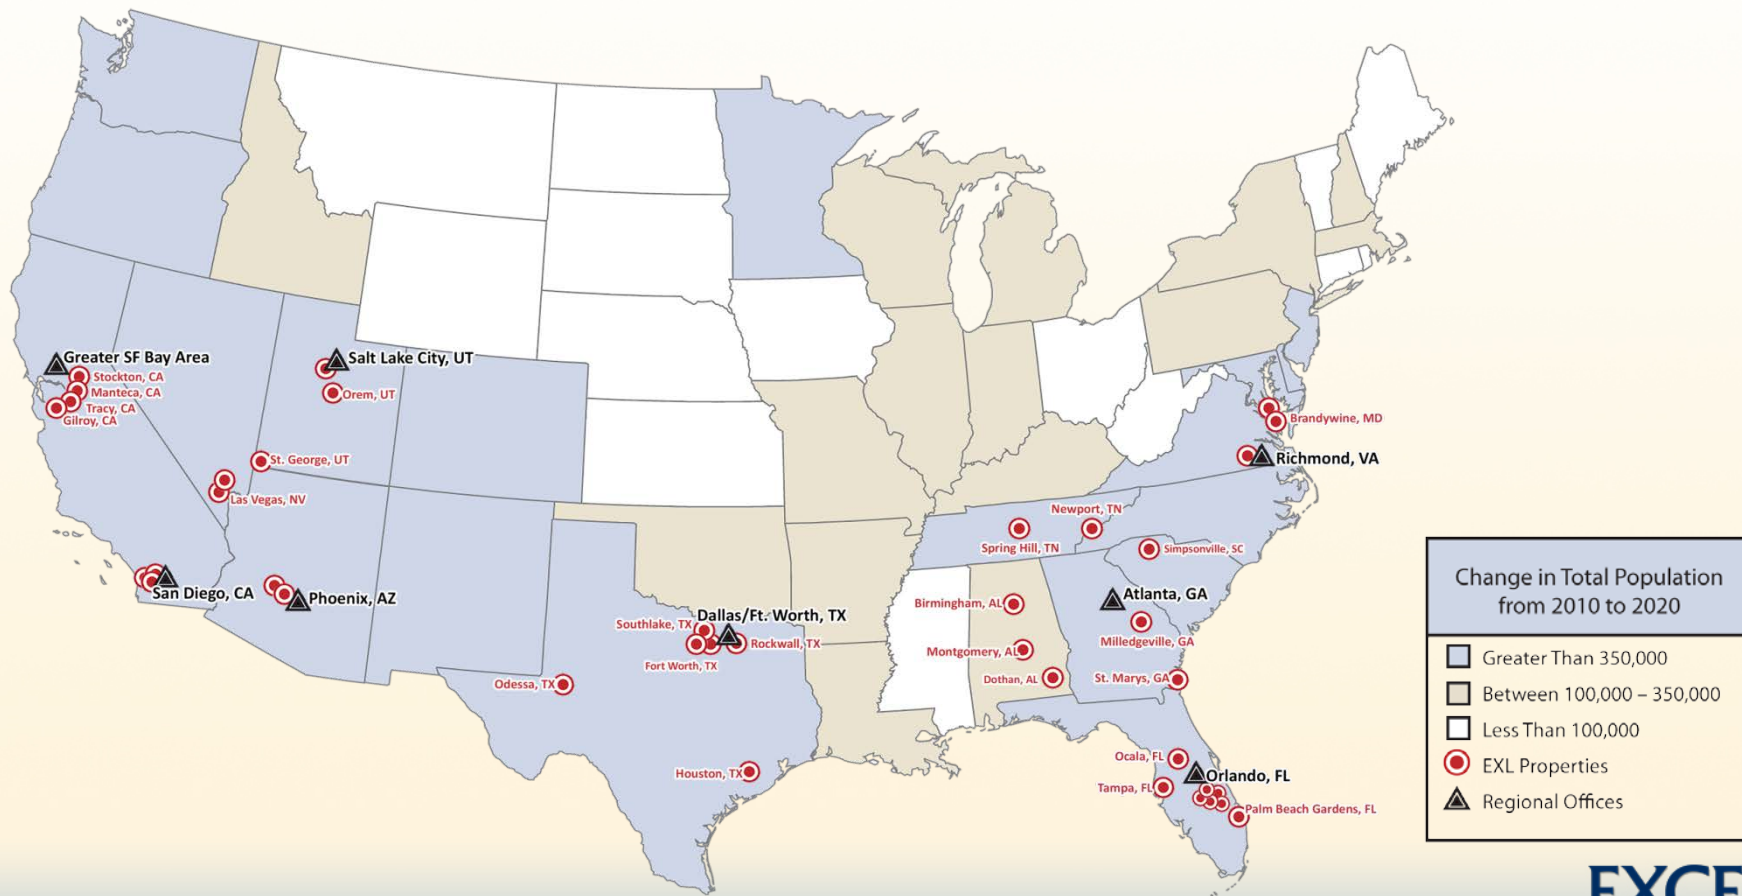 Greater SF Bay Area
Stockton, CA
Manteca, CA
Tracy, CA
Gilroy, CA
Salt Lake City, UT
Orem, UT
St. George, UT
Las Vegas, NV
San Diego, CA
Phoenix, AZ
Dallas/Ft. Worth, TX
Southlake, TX
Rockwall, TX
Fort Worth, TX
Odessa, TX
Houston, TX
Brandywine, MD
Richmond, VA
Newport, TN
Spring Hill, TN
Simpsonville, SC
Birmingham, AL
Atlanta, GA
Milledgeville, GA
Montgomery, AL
Dothan, AL
St. Marys, GA
Ocala, FL
Orlando, FL
Tampa, FL
Palm Beach Gardens, FL
Change in Total Population
from 2010 to 2020
Greater Than 350,000
Between 100,000 – 350,000
Less Than 100,000
EXL Properties
Regional Offices